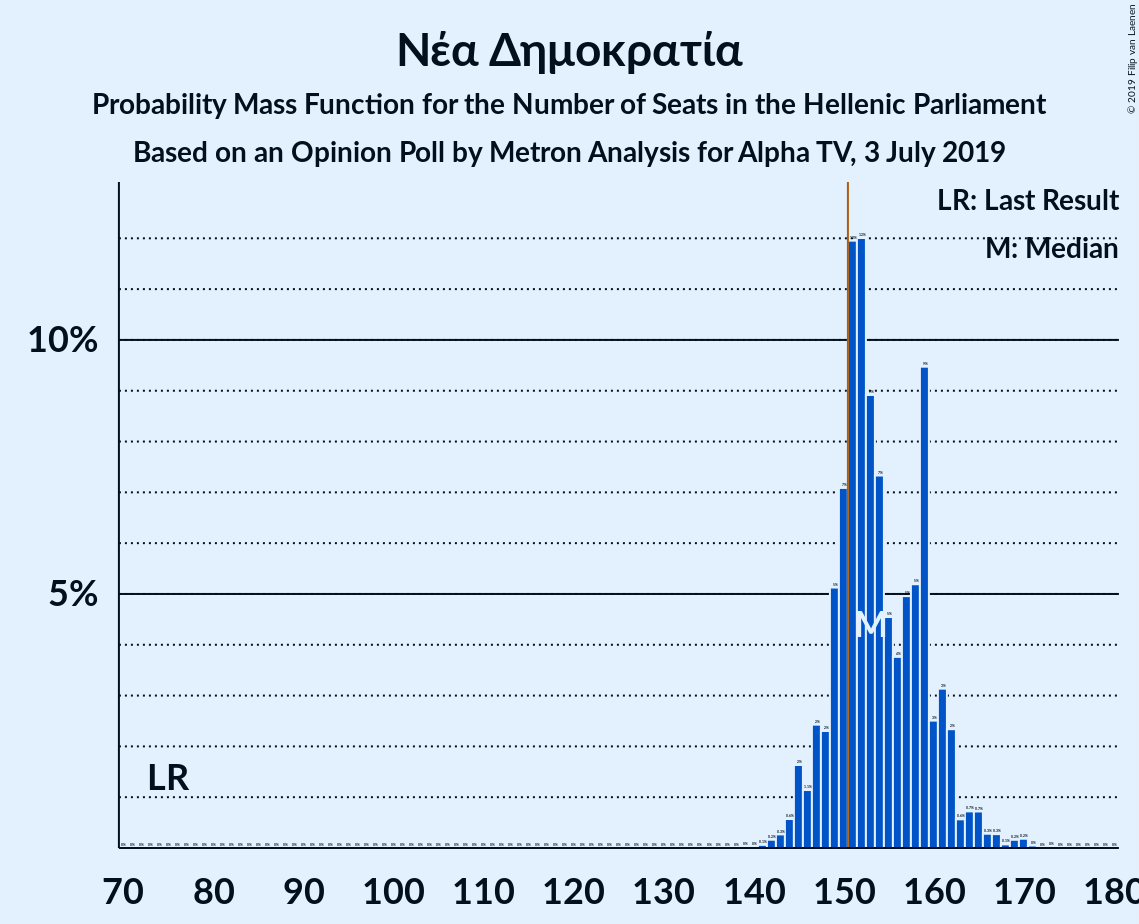 Νέα Δημοκρατία
Probability Mass Function for the Number of Seats in the Hellenic Parliament
Based on an Opinion Poll by Metron Analysis for Alpha TV, 3 July 2019
© 2019 Filip van Laenen
LR: Last Result
M: Median
10%
5%
M
LR
70 80 90 100 110 120 130 140 150 160 170 180